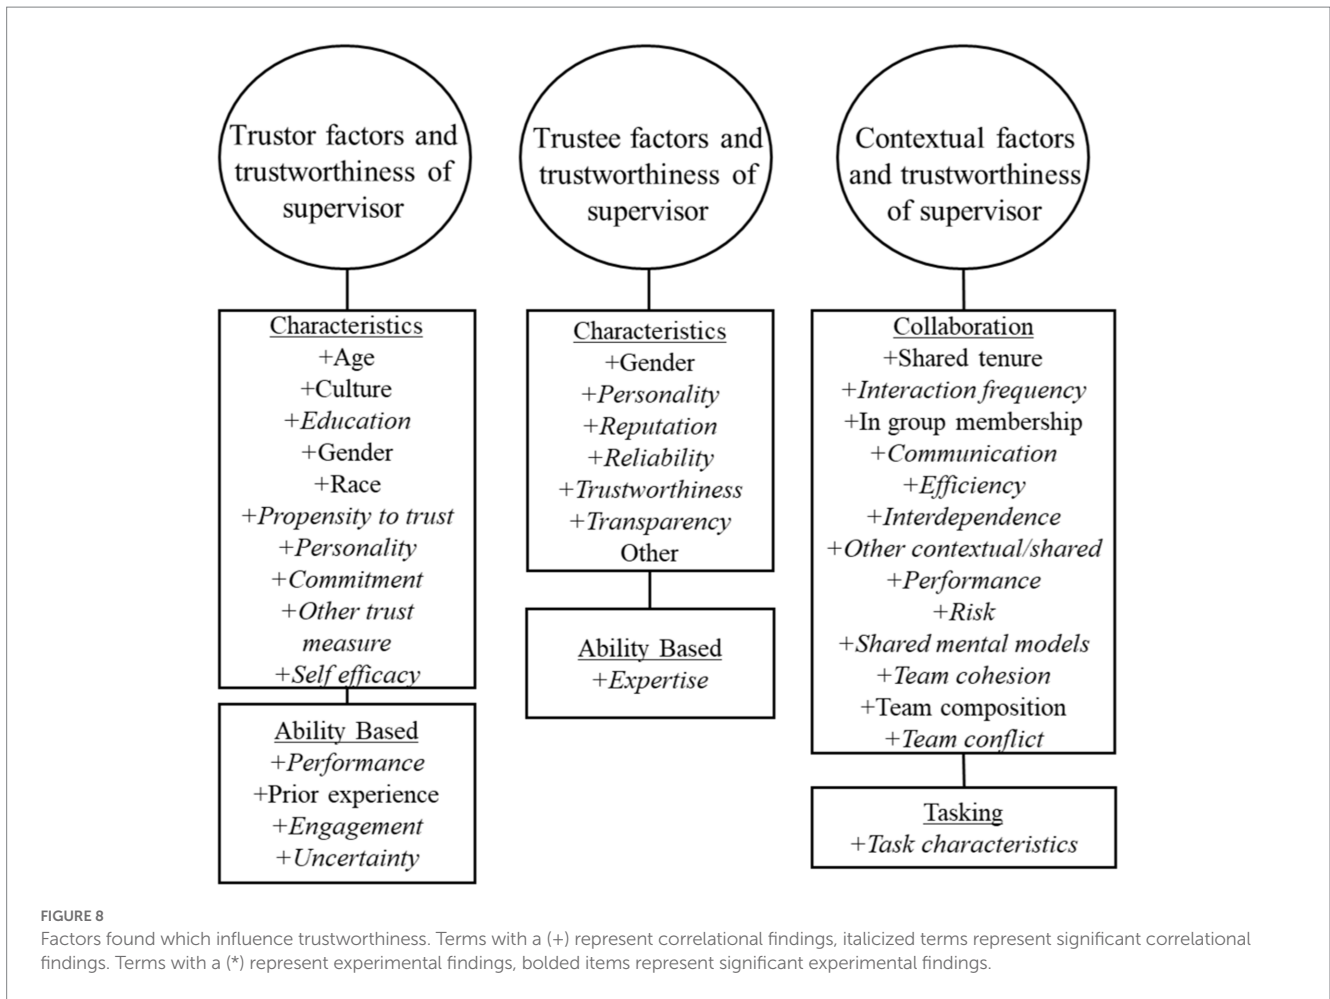 Trustor factors and
trustworthiness of
supervisor
Characteristics
+Age
+Culture
+Education
+Gender
+Race
+Propensity to trust
+Personality
+Commitment
+Other trust
measure
+Self efficacy
Ability Based
+Performance
+Prior experience
+Engagement
+Uncertainty
Trustee factors and
trustworthiness of
supervisor
Characteristics
+Gender
+Personality
+Reputation
+Reliability
+Trustworthiness
+Transparency
Other
Ability Based
+Expertise
Contextual factors
and trustworthiness
of supervisor
Collaboration
+Shared tenure
+Interaction frequency
+In group membership
+Communication
+Efficiency
+Interdependence
+Other contextual/shared
+Performance
+Risk
+Shared mental models
+Team cohesion
+Team composition
+Team conflict
Tasking
+Task characteristics
FIGURE 8
Factors found which influence trustworthiness. Terms with a (+) represent correlational findings, italicized terms represent significant correlational
findings. Terms with a (*) represent experimental findings, bolded items represent significant experimental findings.